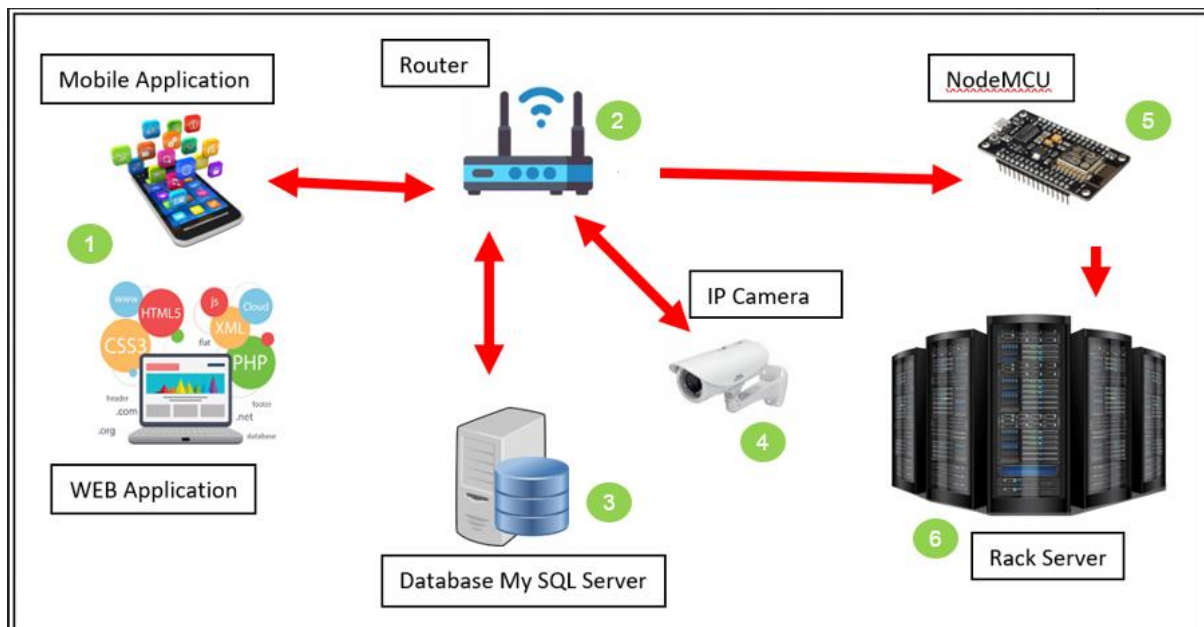 Mobile Application
Router
NodeMCU
1
2
5
IP Camera
www
HTML5
CSS3
js
Cloud
XML
flat
PHP
header
.com
.org
footer
.net
database
WEB Application
3
4
6
Database My SQL Server
Rack Server